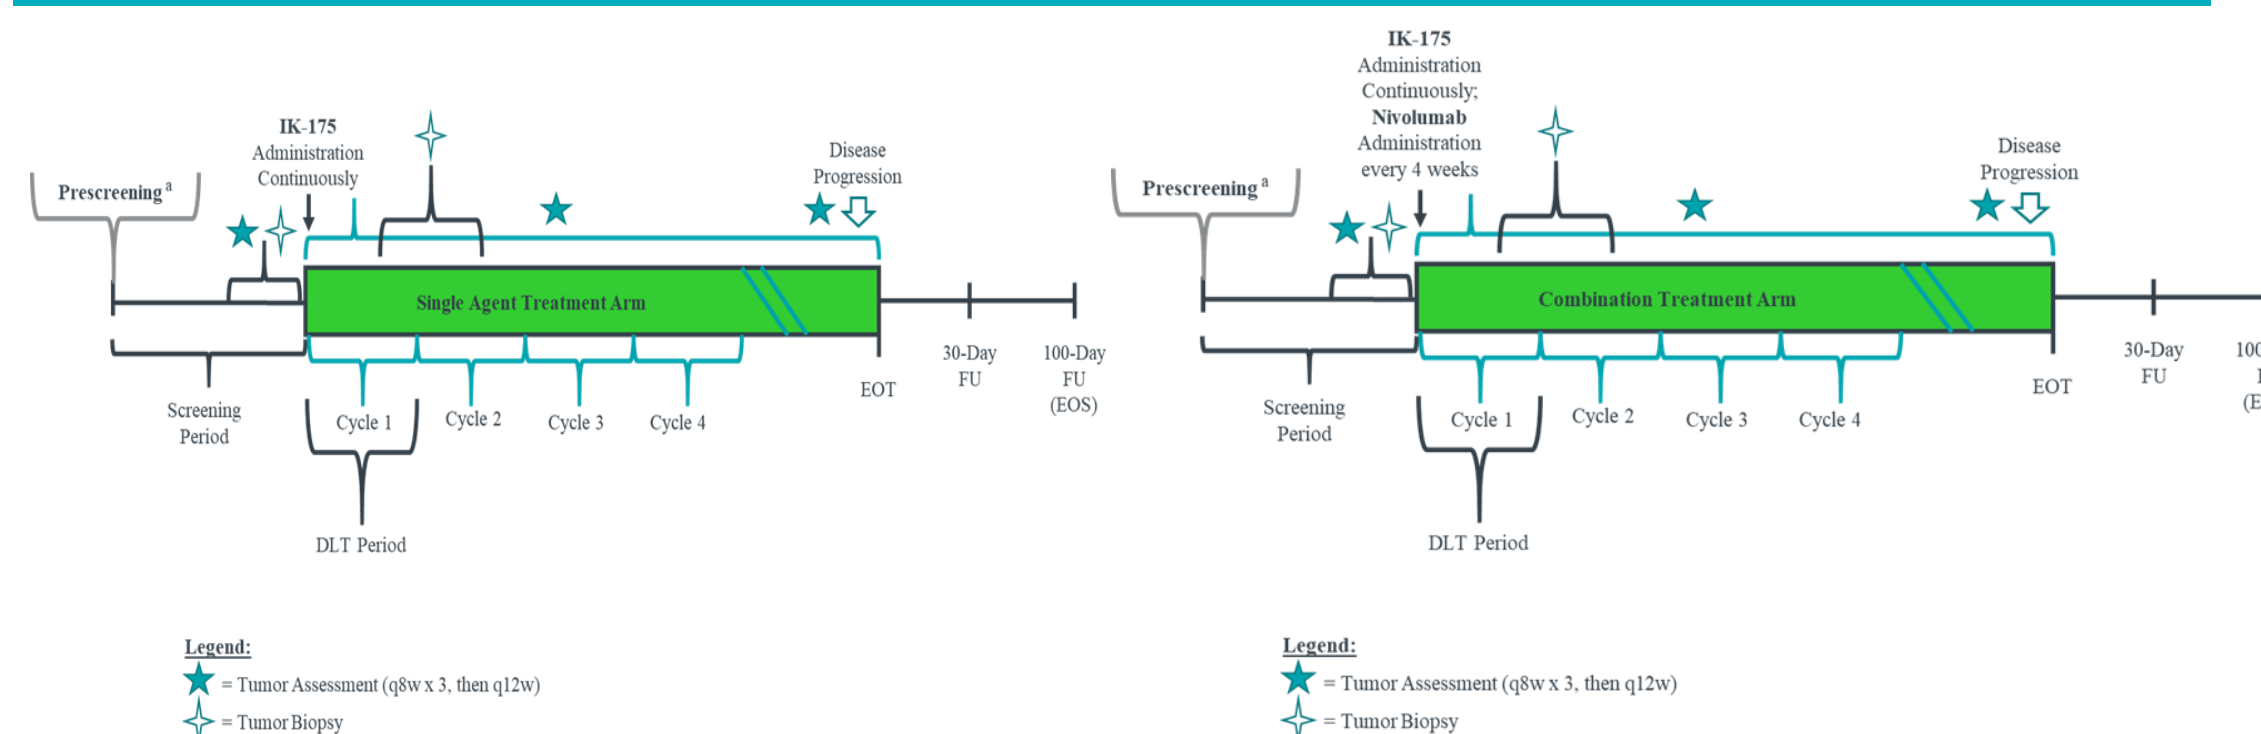 IK-175
Administration
Continuously
Prescreening a
Disease
Progression
Single Agent Treatment Arm
Screening
Period
Cycle 1
Cycle 2
Cycle 3
Cycle 4
EOT
30-Day
FU
100-Day
FU
(EOS)
DLT Period
Legend:
= Tumor Assessment (q8w x 3, then q12w)
= Tumor Biopsy
IK-175
Administration
Continuously;
Nivolumab
Administration
every 4 weeks
Prescreening a
Disease
Progression
Combination Treatment Arm
Screening
Period
Cycle 1
Cycle 2
Cycle 3
Cycle 4
EOT
30-Day
FU
DLT Period
Legend:
= Tumor Assessment (q8w x 3, then q12w)
= Tumor Biopsy